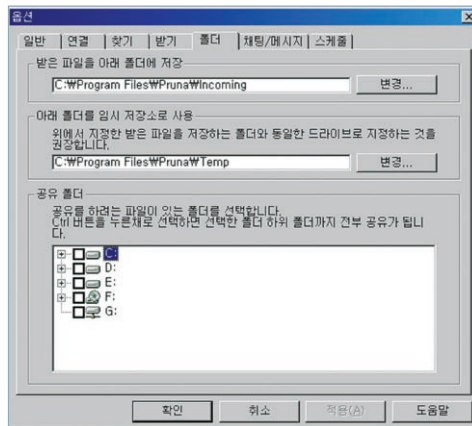 옵션
일반 연결 찾기 받기 폴더 채팅/메시지 스케줄
받은 파일을 아래 폴더에 저장
C:₩Program Files₩Pruna₩Incoming 변경...
아래 폴더를 임시 저장소로 사용
위에서 지정한 받은 파일을 저장하는 폴더와 동일한 드라이브로 지정하는 것을
권장합니다.
C:₩Program Files₩Pruna₩Temp 변경...
공유 폴더
공유를 하려는 파일이 있는 폴더를 선택합니다.
Ctrl 버튼을 누른채로 선택하면 선택한 폴더 하위 폴더까지 전부 공유가 됩니
다.
C:
D:
E:
F:
G:
확인 취소 적용(A) 도움말